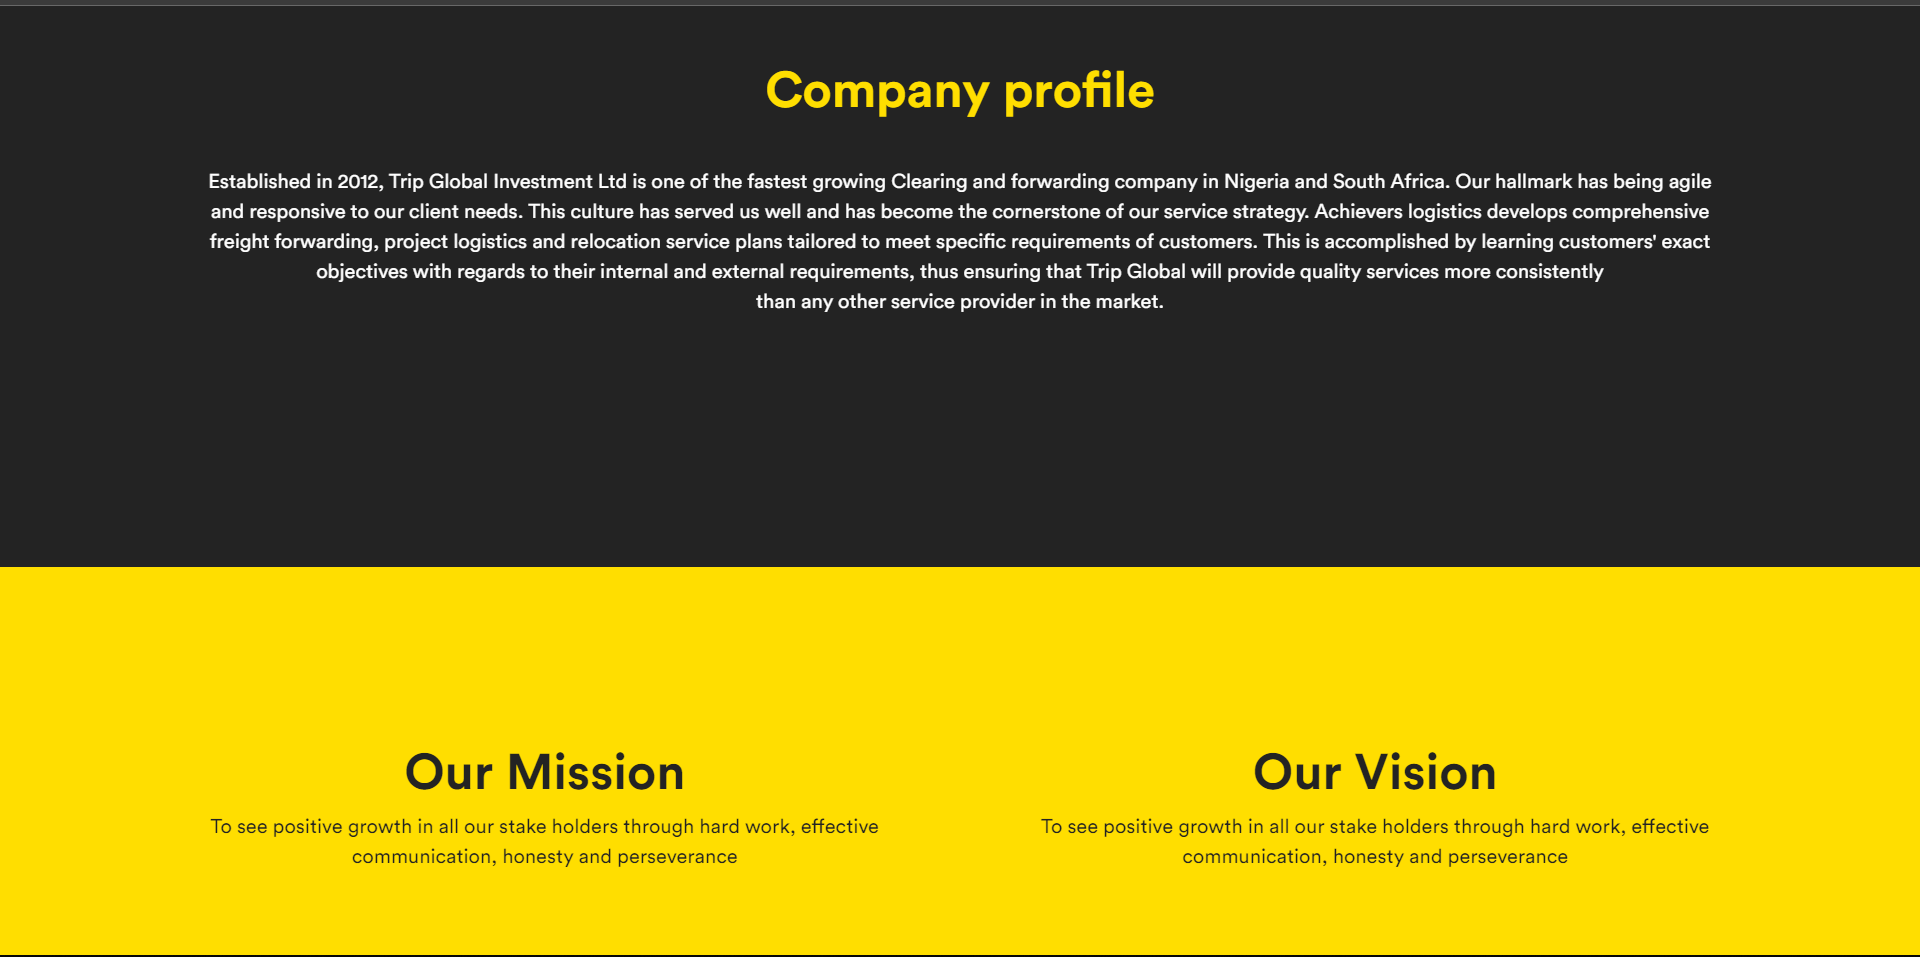 Company profile
Established in 2012, Trip Global Investment Ltd is one of the fastest growing Clearing and forwarding company in Nigeria and South Africa. Our hallmark has being agile
and responsive to our client needs. This culture has served us well and has become the cornerstone of our service strategy. Achievers logistics develops comprehensive
freight forwarding, project logistics and relocation service plans tailored to meet specific requirements of customers. This is accomplished by learning customers' exact
objectives with regards to their internal and external requirements, thus ensuring that Trip Global will provide quality services more consistently
than any other service provider in the market.
Our Mission
To see positive growth in all our stake holders through hard work, effective
communication, honesty and perseverance
Our Vision
To see positive growth in all our stake holders through hard work, effective
communication, honesty and perseverance